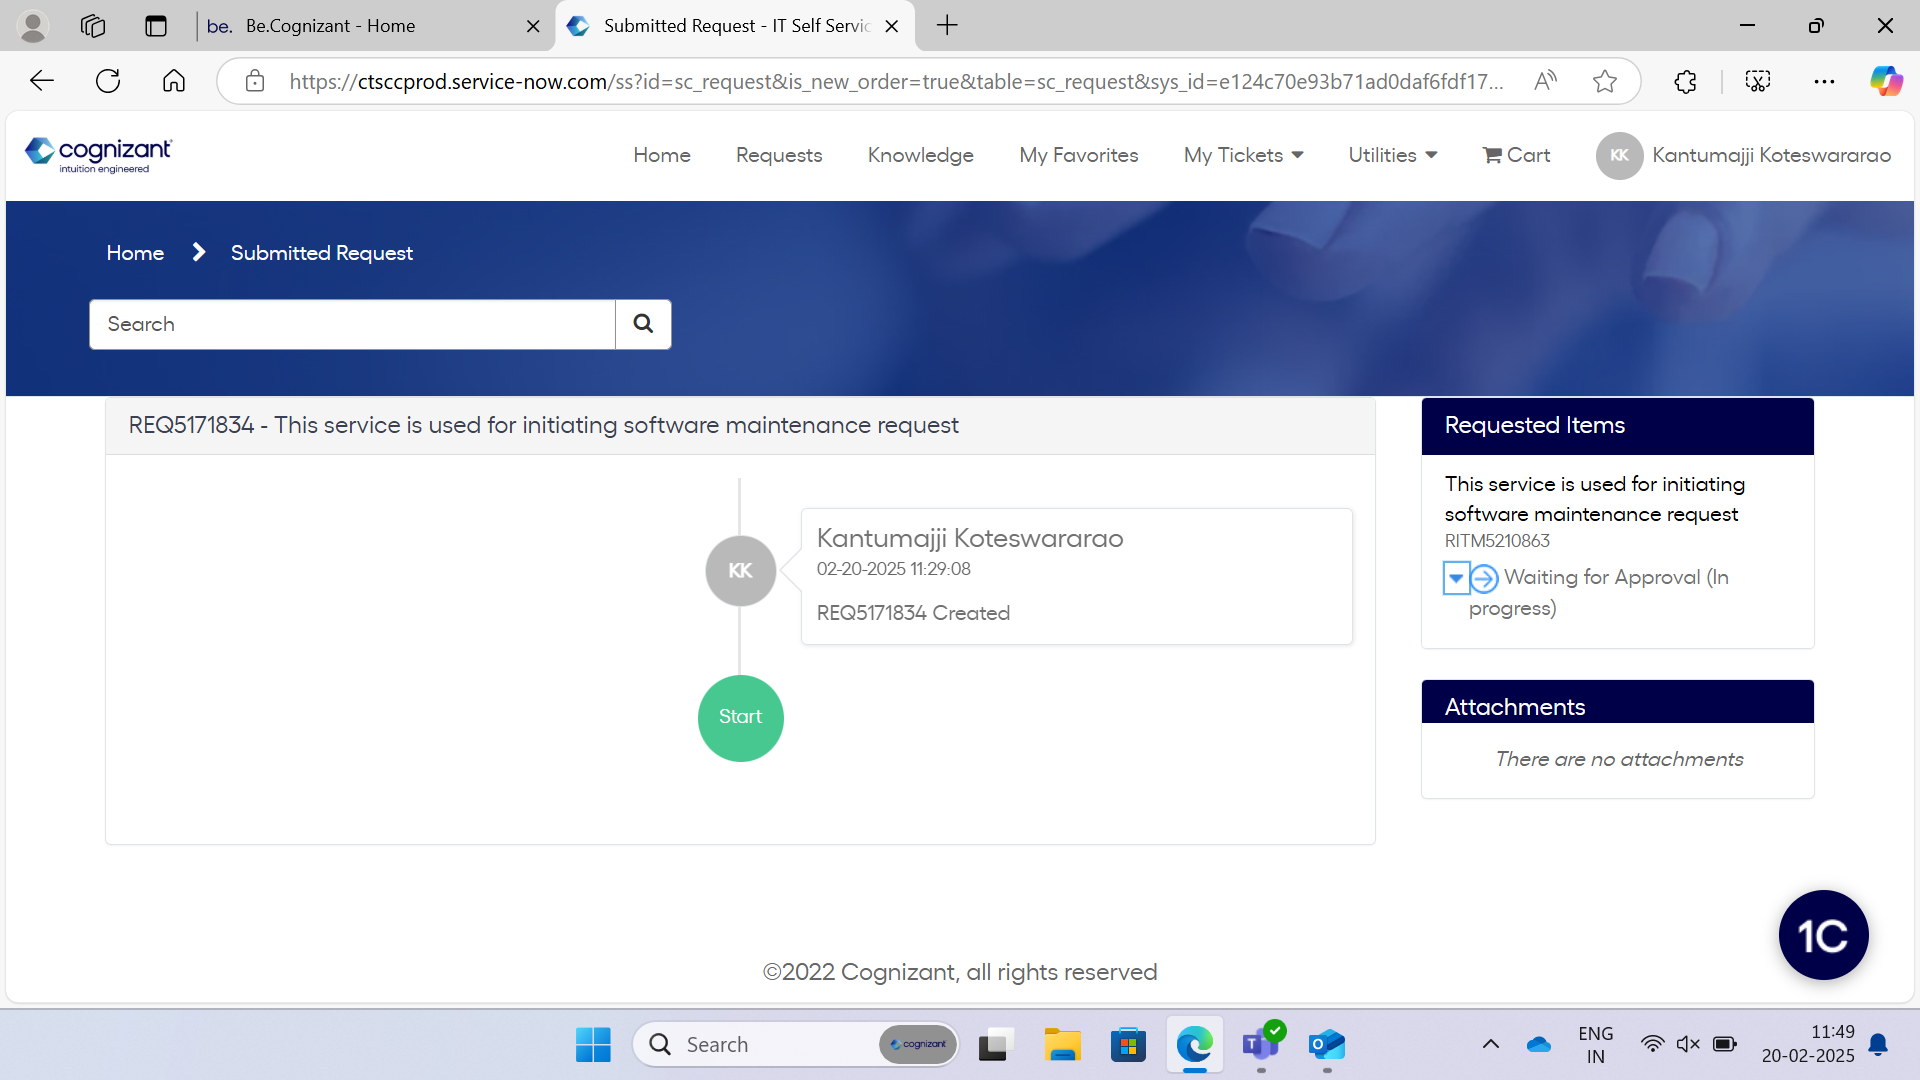 be. Be.Cognizant - Home
Submitted Request - IT Self Servic
https://ctsccprod.service-now.com/ss?id=sc_request&is_new_order=true&table=sc_request&sys_id=e124c70e93b71ad0daf6fdf17...
cognizant
intuition engineered
Home
Requests
Knowledge
My Favorites
My Tickets
Utilities
Cart
KK
Kantumajji Koteswararao
Home
Submitted Request
Search
REQ5171834 - This service is used for initiating software maintenance request
KK
Kantumajji Koteswararao
02-20-2025 11:29:08
REQ5171834 Created
Start
Requested Items
This service is used for initiating
software maintenance request
RITM5210863
Waiting for Approval (In
progress)
Attachments
There are no attachments
1C
©2022 Cognizant, all rights reserved
Search
cognizant
ENG
IN
11:49
20-02-2025